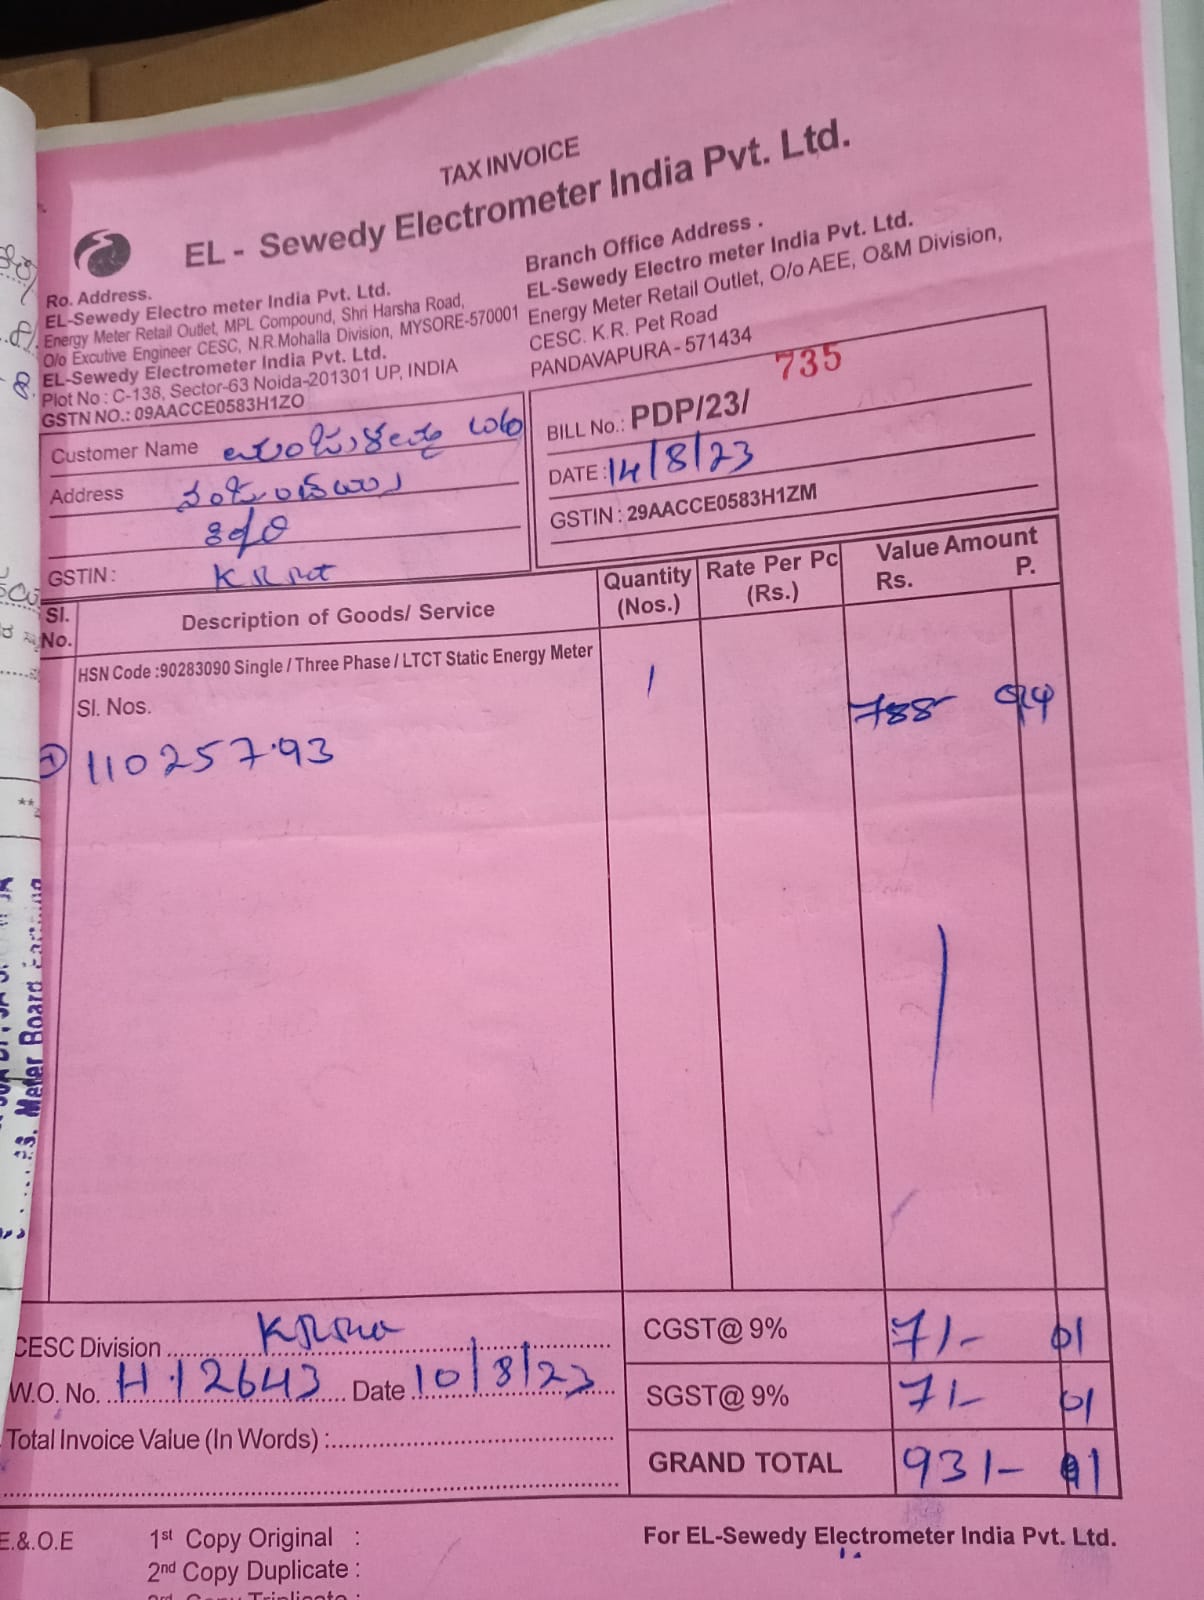 TAX INVOICE
EL - Sewedy Electrometer India Pvt. Ltd.
Ro. Address.
EL-Sewedy Electro meter India Pvt. Ltd.
Energy Meter Retail Outlet, MPL Compound, Shri Harsha Road,
O/o Excutive Engineer CESC, N.R.Mohalla Division, MYSORE-570001
EL-Sewedy Electrometer India Pvt. Ltd.
Plot No : C-138, Sector-63 Noida-201301 UP, INDIA
GSTN NO.: 09AACCE0583H1ZO
Branch Office Address .
EL-Sewedy Electro meter India Pvt. Ltd.
Energy Meter Retail Outlet, O/o AEE, O&M Division,
CESC. K.R. Pet Road
PANDAVAPURA - 571434
Customer Name
Address
GSTIN :
BILL No.: PDP/23/ 735
DATE : 14/8/23
GSTIN : 29AACCE0583H1ZM
Sl. No. Description of Goods/ Service Quantity (Nos.) Rate Per Pc (Rs.) Value Amount Rs. P.
HSN Code :90283090 Single / Three Phase / LTCT Static Energy Meter 1
Sl. Nos. 788 94
1 11025793
CESC Division
W.O. No. H12643 Date 10/8/23
Total Invoice Value (In Words) :
CGST@ 9% 71- 01
SGST@ 9% 71- 01
GRAND TOTAL 931-
E.&.O.E
1st Copy Original :
2nd Copy Duplicate :
For EL-Sewedy Electrometer India Pvt. Ltd.
Meter Board